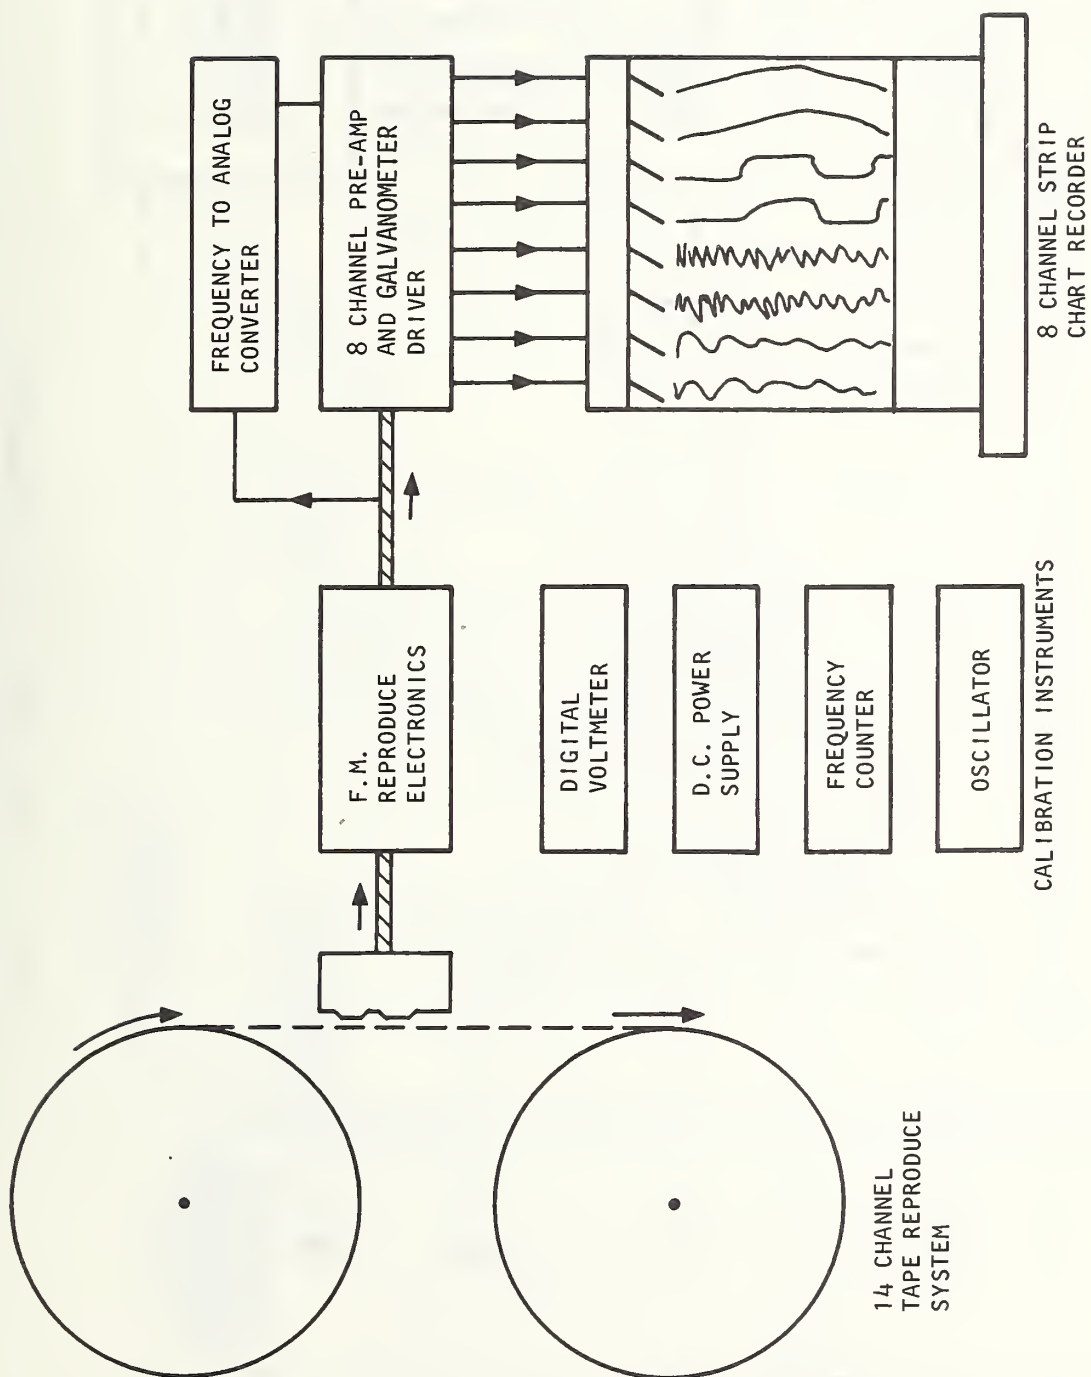 FREQUENCY TO ANALOG
CONVERTER
8 CHANNEL PRE-AMP
AND GALVANOMETER
DRIVER
8 CHANNEL STRIP
CHART RECORDER
F.M.
REPRODUCE
ELECTRONICS
DIGITAL
VOLTMETER
D.C. POWER
SUPPLY
FREQUENCY
COUNTER
OSCILLATOR
CALIBRATION INSTRUMENTS
14 CHANNEL
TAPE REPRODUCE
SYSTEM